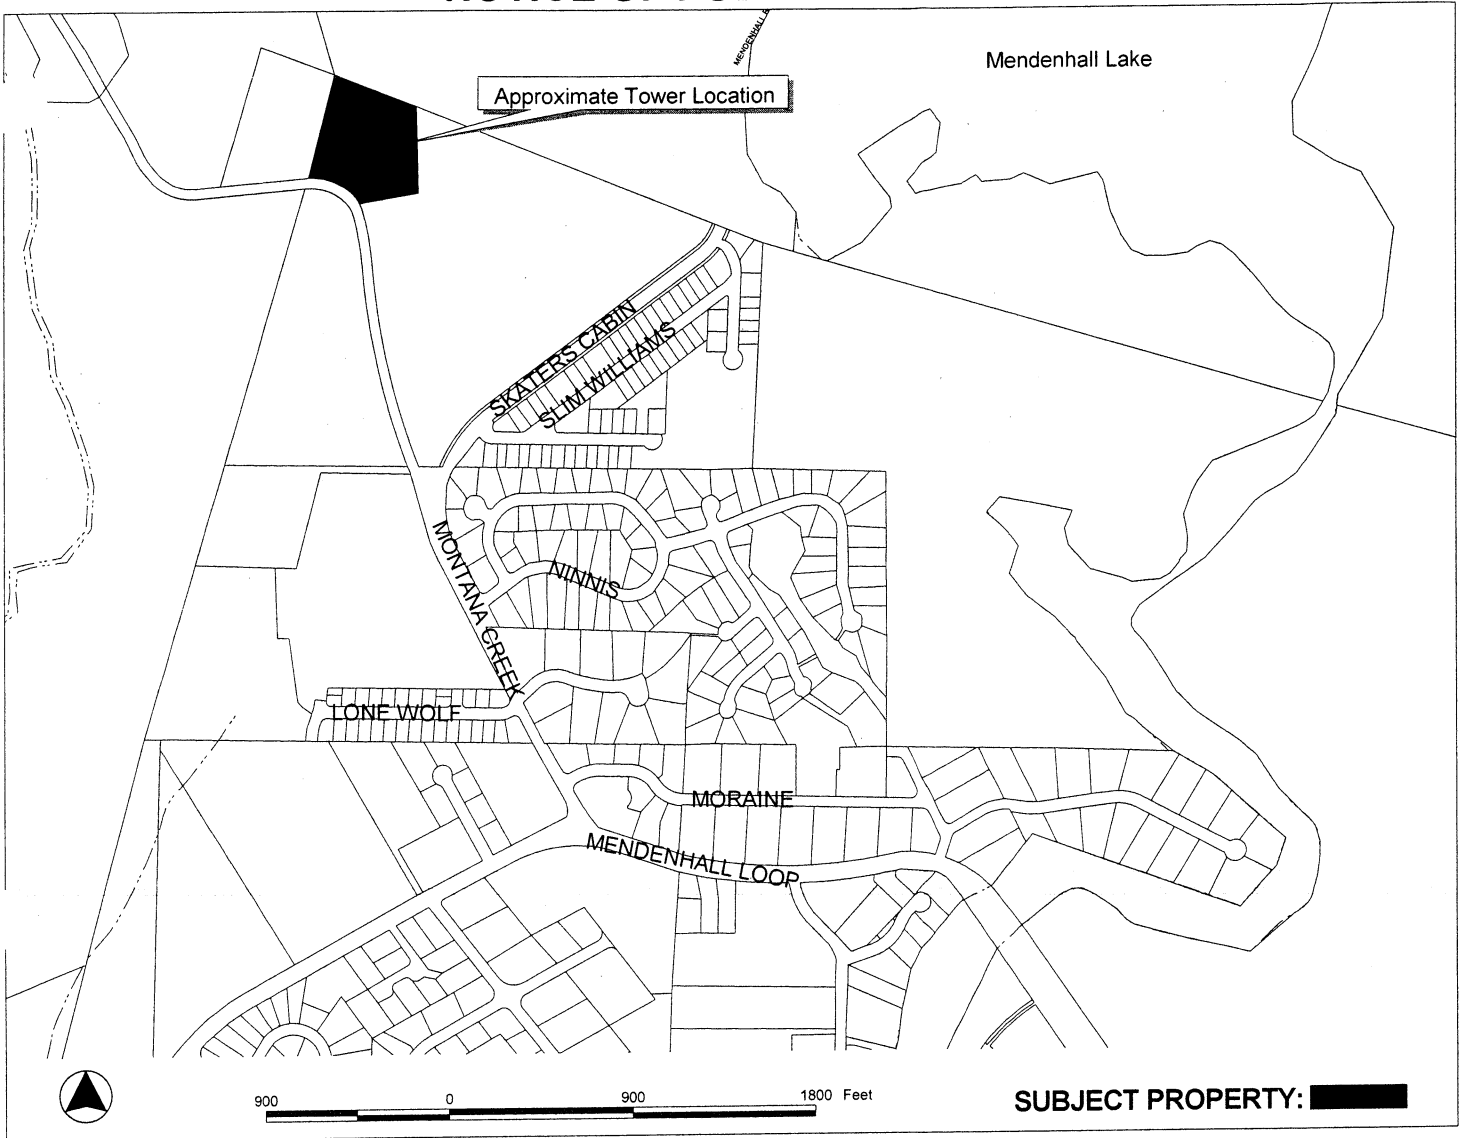 Mendenhall Lake
Approximate Tower Location
SKATERS CABIN
SLIM WILLIAMS
MONTANA CREEK
NINNIS
LONE WOLF
MORAINE
MENDENHALL LOOP
900 0 900 1800 Feet
SUBJECT PROPERTY: